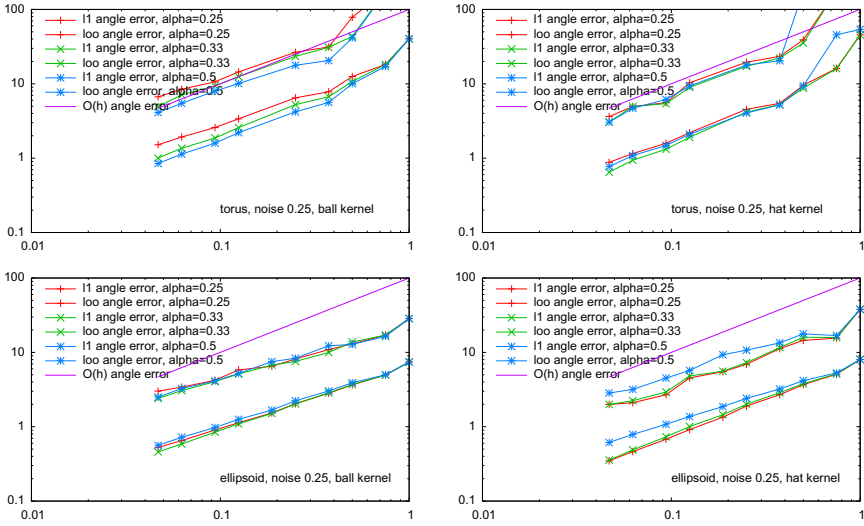 100
10
1
0.1
0.01
0.1
1
l1 angle error, alpha=0.25
loo angle error, alpha=0.25
l1 angle error, alpha=0.33
loo angle error, alpha=0.33
l1 angle error, alpha=0.5
loo angle error, alpha=0.5
O(h) angle error
torus, noise 0.25, ball kernel
100
10
1
0.1
0.01
0.1
1
l1 angle error, alpha=0.25
loo angle error, alpha=0.25
l1 angle error, alpha=0.33
loo angle error, alpha=0.33
l1 angle error, alpha=0.5
loo angle error, alpha=0.5
O(h) angle error
torus, noise 0.25, hat kernel
100
10
1
0.1
0.01
0.1
1
l1 angle error, alpha=0.25
loo angle error, alpha=0.25
l1 angle error, alpha=0.33
loo angle error, alpha=0.33
l1 angle error, alpha=0.5
loo angle error, alpha=0.5
O(h) angle error
ellipsoid, noise 0.25, ball kernel
100
10
1
0.1
0.01
0.1
1
l1 angle error, alpha=0.25
loo angle error, alpha=0.25
l1 angle error, alpha=0.33
loo angle error, alpha=0.33
l1 angle error, alpha=0.5
loo angle error, alpha=0.5
O(h) angle error
ellipsoid, noise 0.25, hat kernel